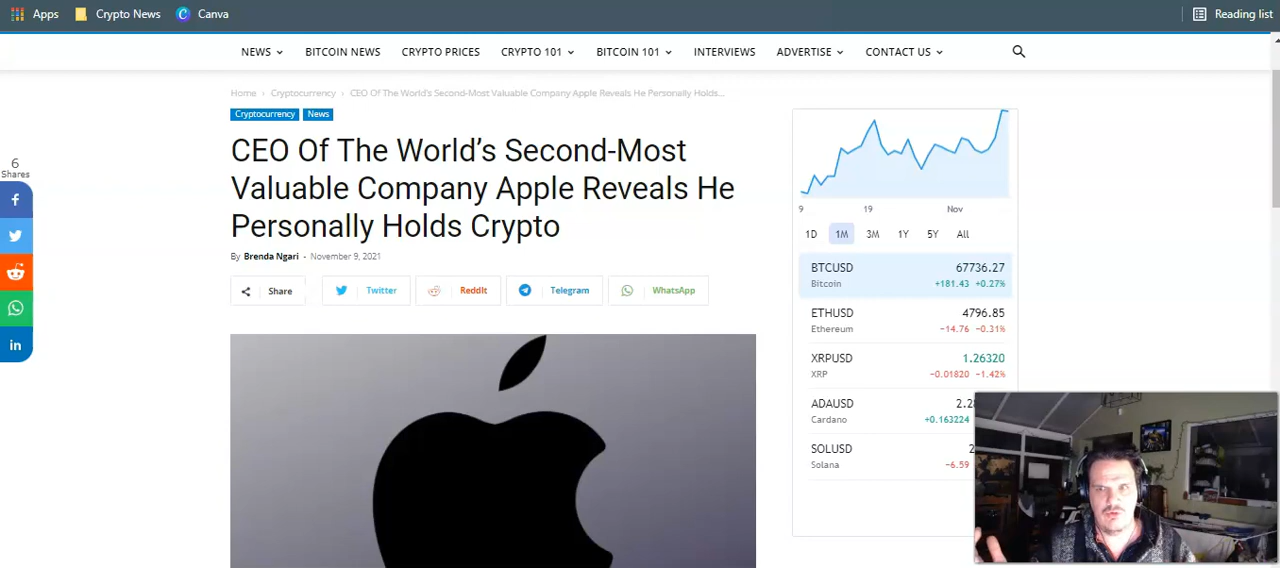 Apps Crypto News Canva Reading list
NEWS BITCOIN NEWS CRYPTO PRICES CRYPTO 101 BITCOIN 101 INTERVIEWS ADVERTISE CONTACT US
Home Cryptocurrency CEO Of The World's Second-Most Valuable Company Apple Reveals He Personally Holds...
Cryptocurrency News
CEO Of The World's Second-Most
Valuable Company Apple Reveals He
Personally Holds Crypto
By Brenda Ngari - November 9, 2021
Share Twitter ReddIt Telegram WhatsApp
6
Shares
9 19 Nov
1D 1M 3M 1Y 5Y All
BTCUSD 67736.27
Bitcoin +181.43 +0.27%
ETHUSD 4796.85
Ethereum −14.76 −0.31%
XRPUSD 1.26320
XRP −0.01820 −1.42%
ADAUSD
Cardano +0.163224
SOLUSD
Solana −6.59